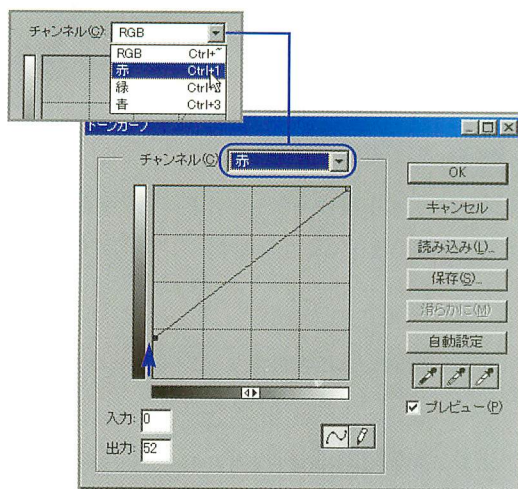 チャンネル(C): RGB
RGB Ctrl+~
赤 Ctrl+1
緑 Ctrl+2
青 Ctrl+3
トーンカーブ
チャンネル(C) 赤
OK
キャンセル
読み込み(L)...
保存(S)...
滑らかに(M)
自動設定
プレビュー(P)
入力: 0
出力: 52